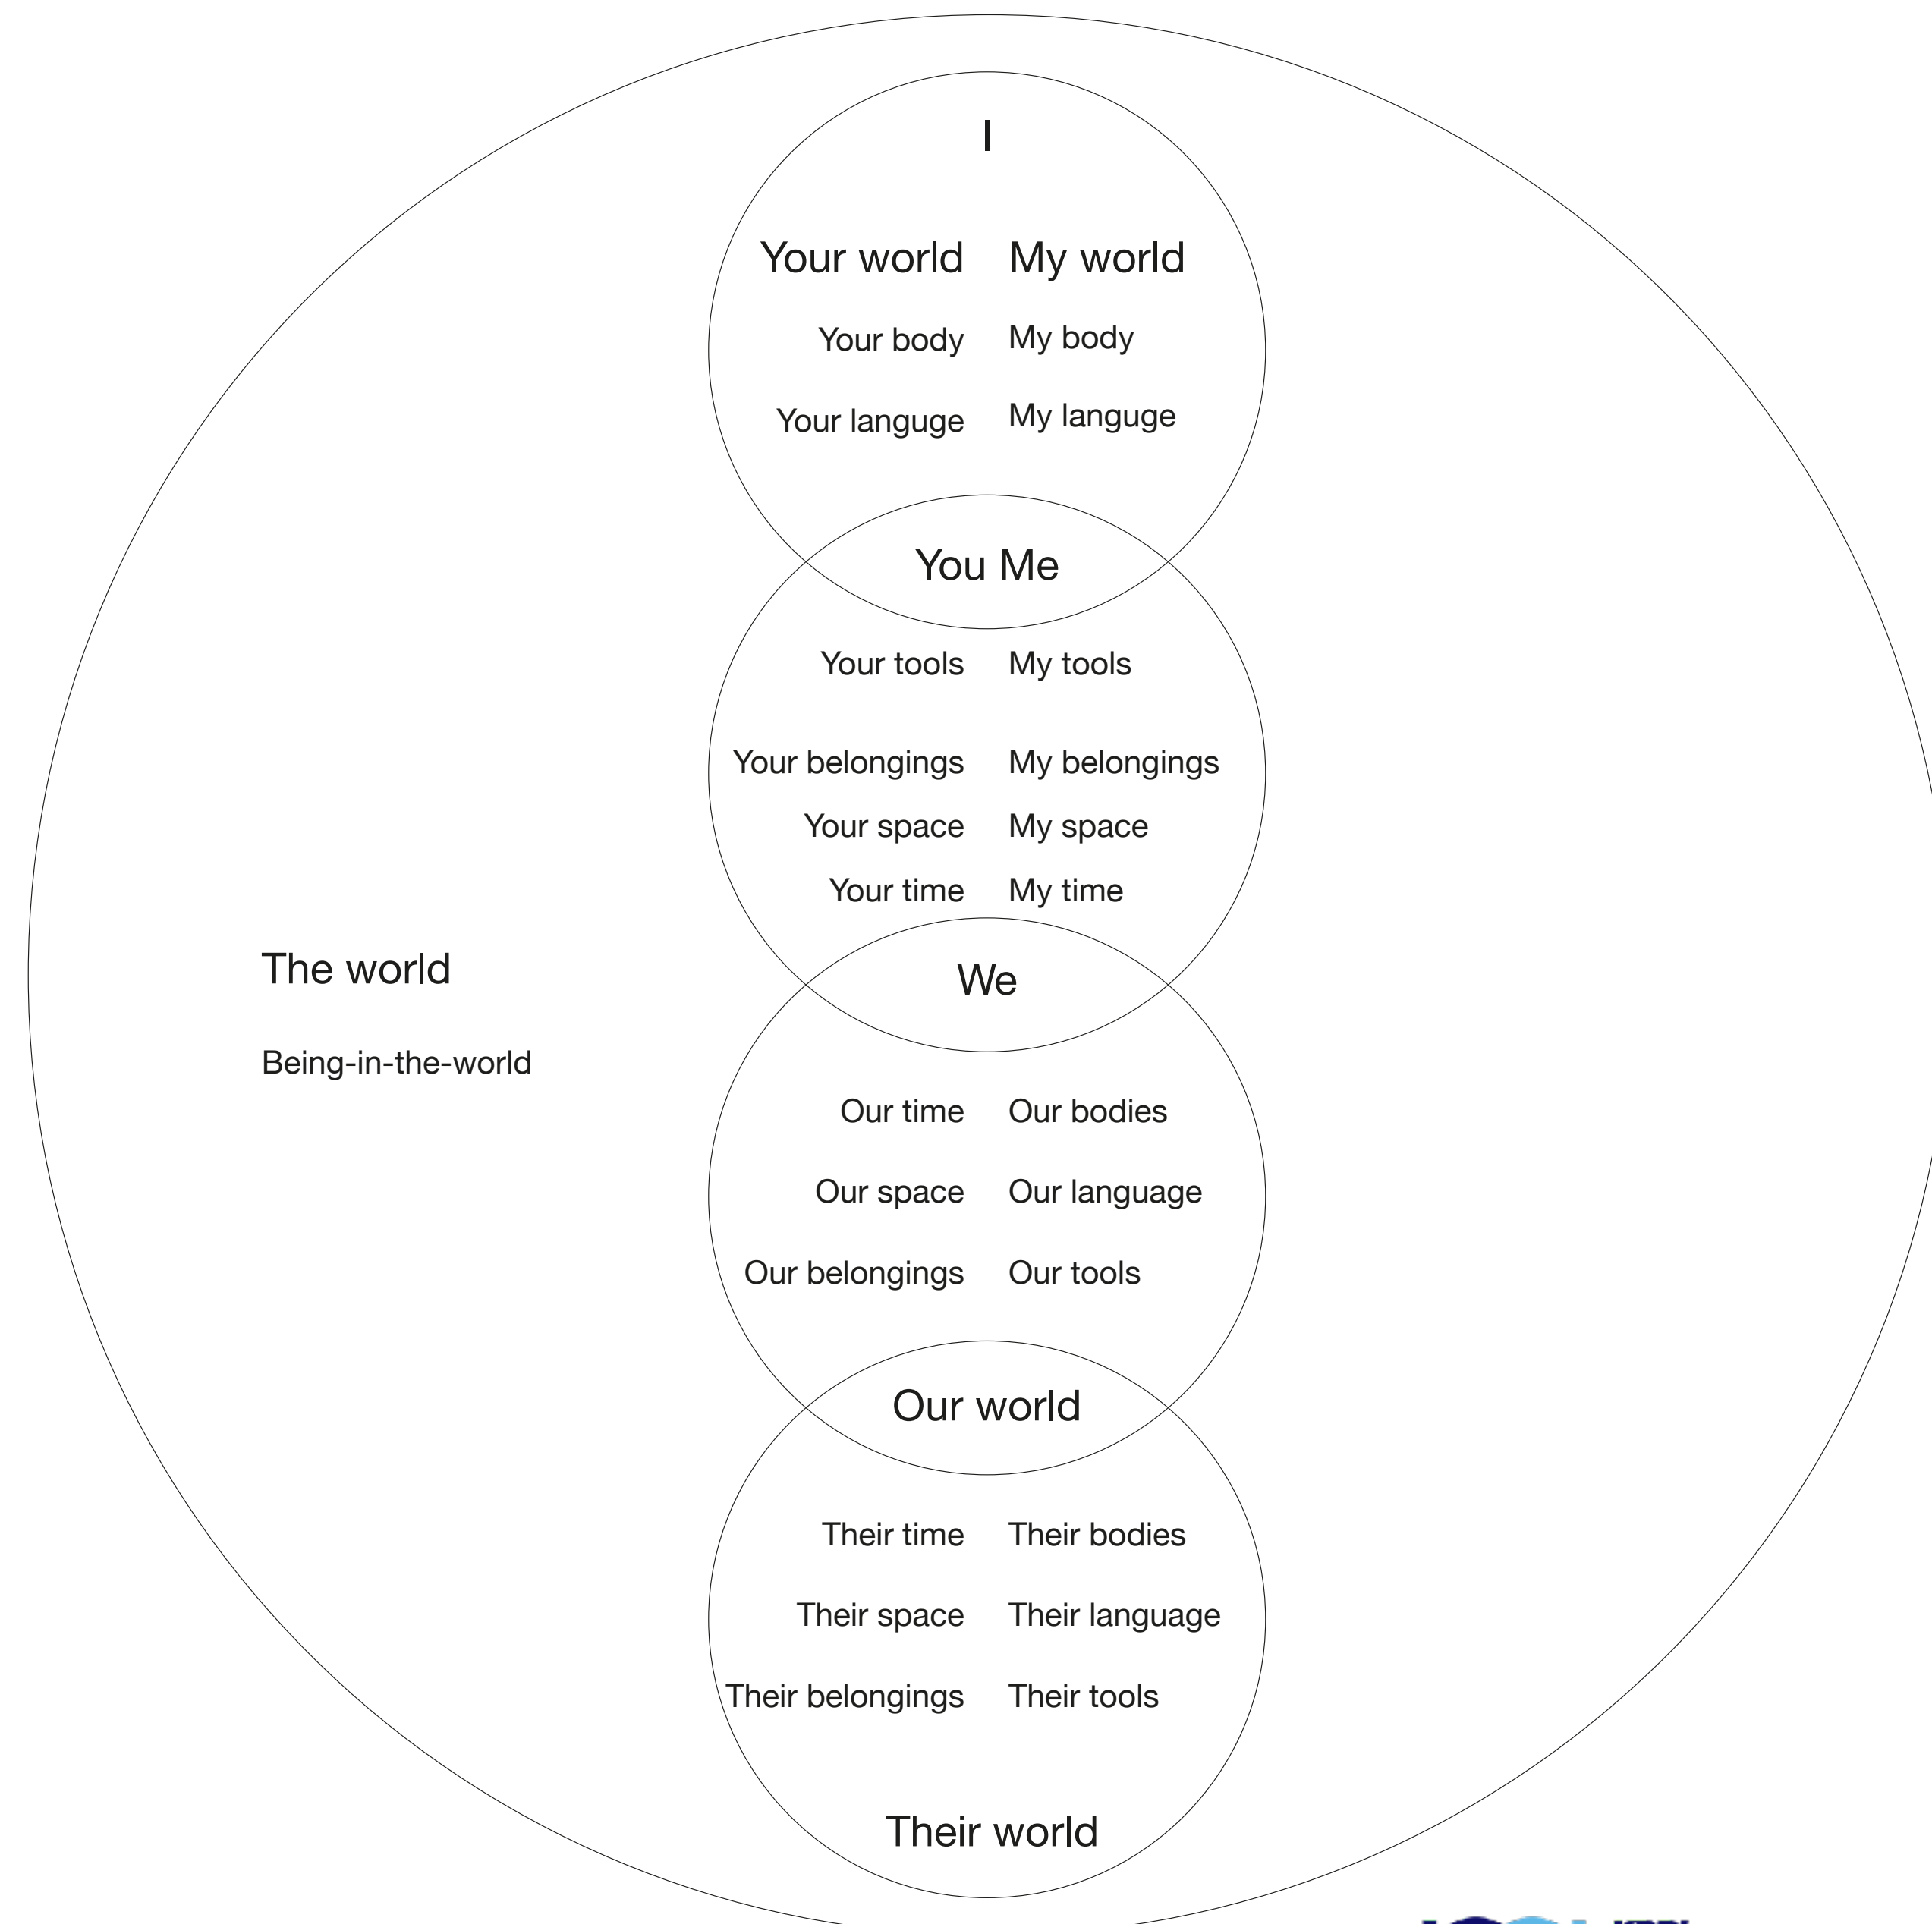 I
Your world My world
Your body My body
Your languge My languge
You Me
Your tools My tools
Your belongings My belongings
Your space My space
Your time My time
The world
We
Being-in-the-world
Our time Our bodies
Our space Our language
Our belongings Our tools
Our world
Their time Their bodies
Their space Their language
Their belongings Their tools
Their world